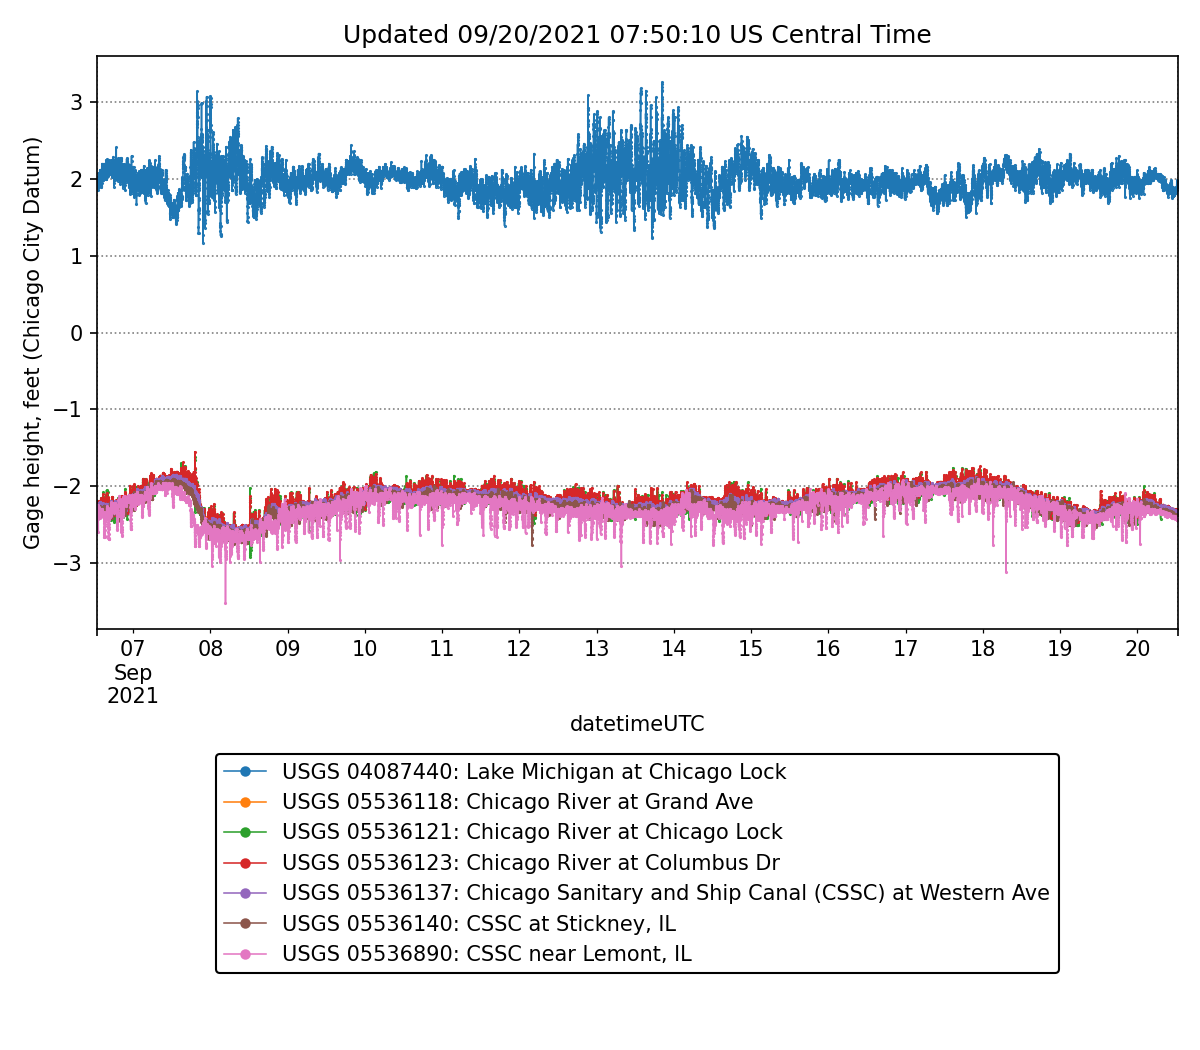 Updated 09/20/2021 07:50:10 US Central Time
Gage height, feet (Chicago City Datum)
3
2
1
0
−1
−2
−3
07 08 09 10 11 12 13 14 15 16 17 18 19 20
Sep
2021
datetimeUTC
USGS 04087440: Lake Michigan at Chicago Lock
USGS 05536118: Chicago River at Grand Ave
USGS 05536121: Chicago River at Chicago Lock
USGS 05536123: Chicago River at Columbus Dr
USGS 05536137: Chicago Sanitary and Ship Canal (CSSC) at Western Ave
USGS 05536140: CSSC at Stickney, IL
USGS 05536890: CSSC near Lemont, IL